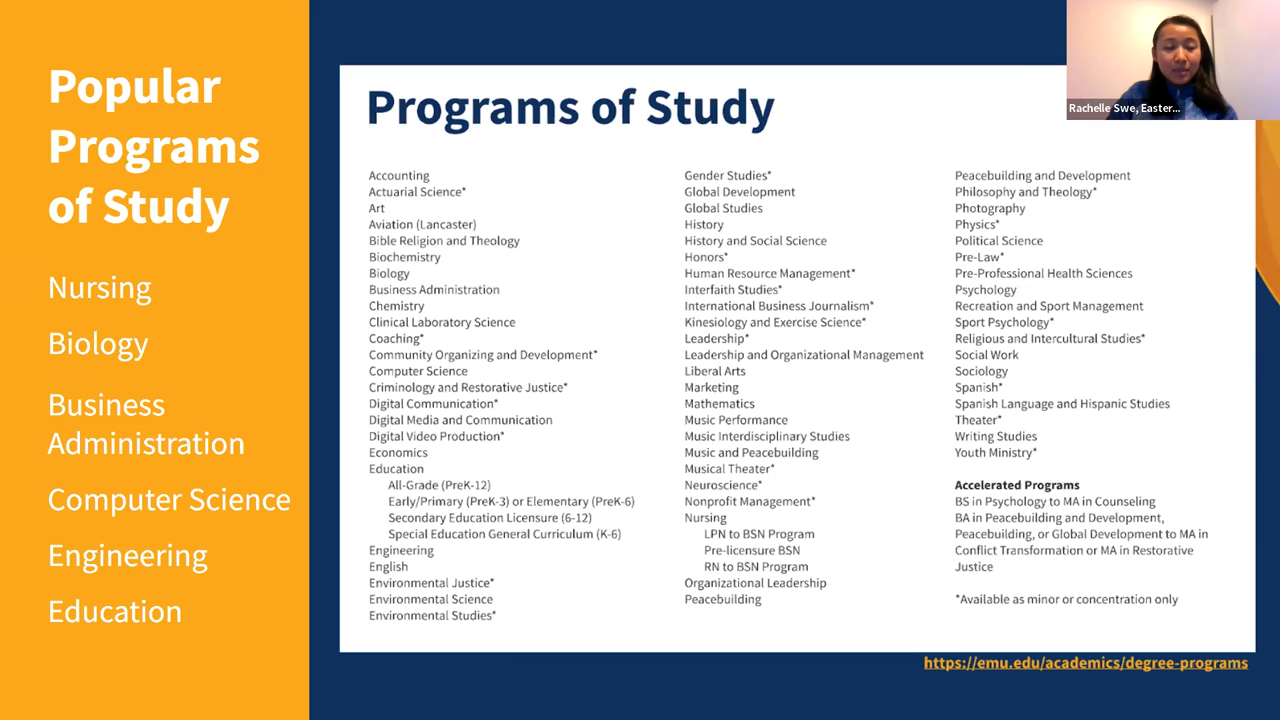 Popular
Programs
of Study
Nursing
Biology
Business
Administration
Computer Science
Engineering
Education
Programs of Study
Accounting
Actuarial Science*
Art
Aviation (Lancaster)
Bible Religion and Theology
Biochemistry
Biology
Business Administration
Chemistry
Clinical Laboratory Science
Coaching*
Community Organizing and Development*
Computer Science
Criminology and Restorative Justice*
Digital Communication*
Digital Media and Communication
Digital Video Production*
Economics
Education
All-Grade (PreK-12)
Early/Primary (PreK-3) or Elementary (PreK-6)
Secondary Education Licensure (6-12)
Special Education General Curriculum (K-6)
Engineering
English
Environmental Justice*
Environmental Science
Environmental Studies*
Gender Studies*
Global Development
Global Studies
History
History and Social Science
Honors*
Human Resource Management*
Interfaith Studies*
International Business Journalism*
Kinesiology and Exercise Science*
Leadership*
Leadership and Organizational Management
Liberal Arts
Marketing
Mathematics
Music Performance
Music Interdisciplinary Studies
Music and Peacebuilding
Musical Theater*
Neuroscience*
Nonprofit Management*
Nursing
LPN to BSN Program
Pre-licensure BSN
RN to BSN Program
Organizational Leadership
Peacebuilding
Peacebuilding and Development
Philosophy and Theology*
Photography
Physics*
Political Science
Pre-Law*
Pre-Professional Health Sciences
Psychology
Recreation and Sport Management
Sport Psychology*
Religious and Intercultural Studies*
Social Work
Sociology
Spanish*
Spanish Language and Hispanic Studies
Theater*
Writing Studies
Youth Ministry*
Accelerated Programs
BS in Psychology to MA in Counseling
BA in Peacebuilding and Development,
Peacebuilding, or Global Development to MA in
Conflict Transformation or MA in Restorative
Justice
*Available as minor or concentration only
https://emu.edu/academics/degree-programs
Rachelle Swe, Easter...